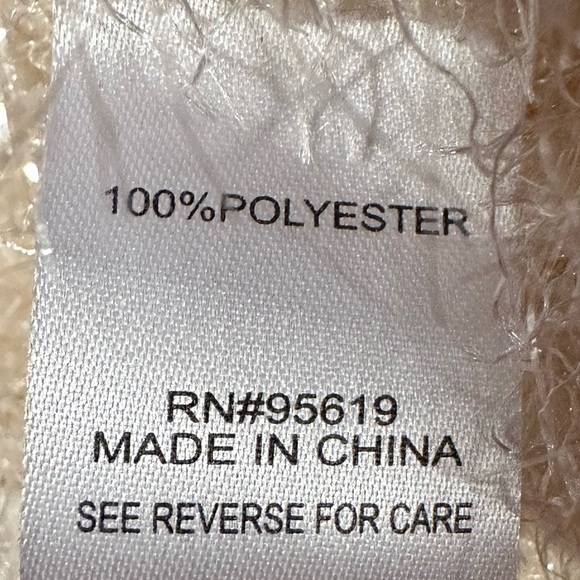 100%POLYESTER
RN#95619
MADE IN CHINA
SEE REVERSE FOR CARE